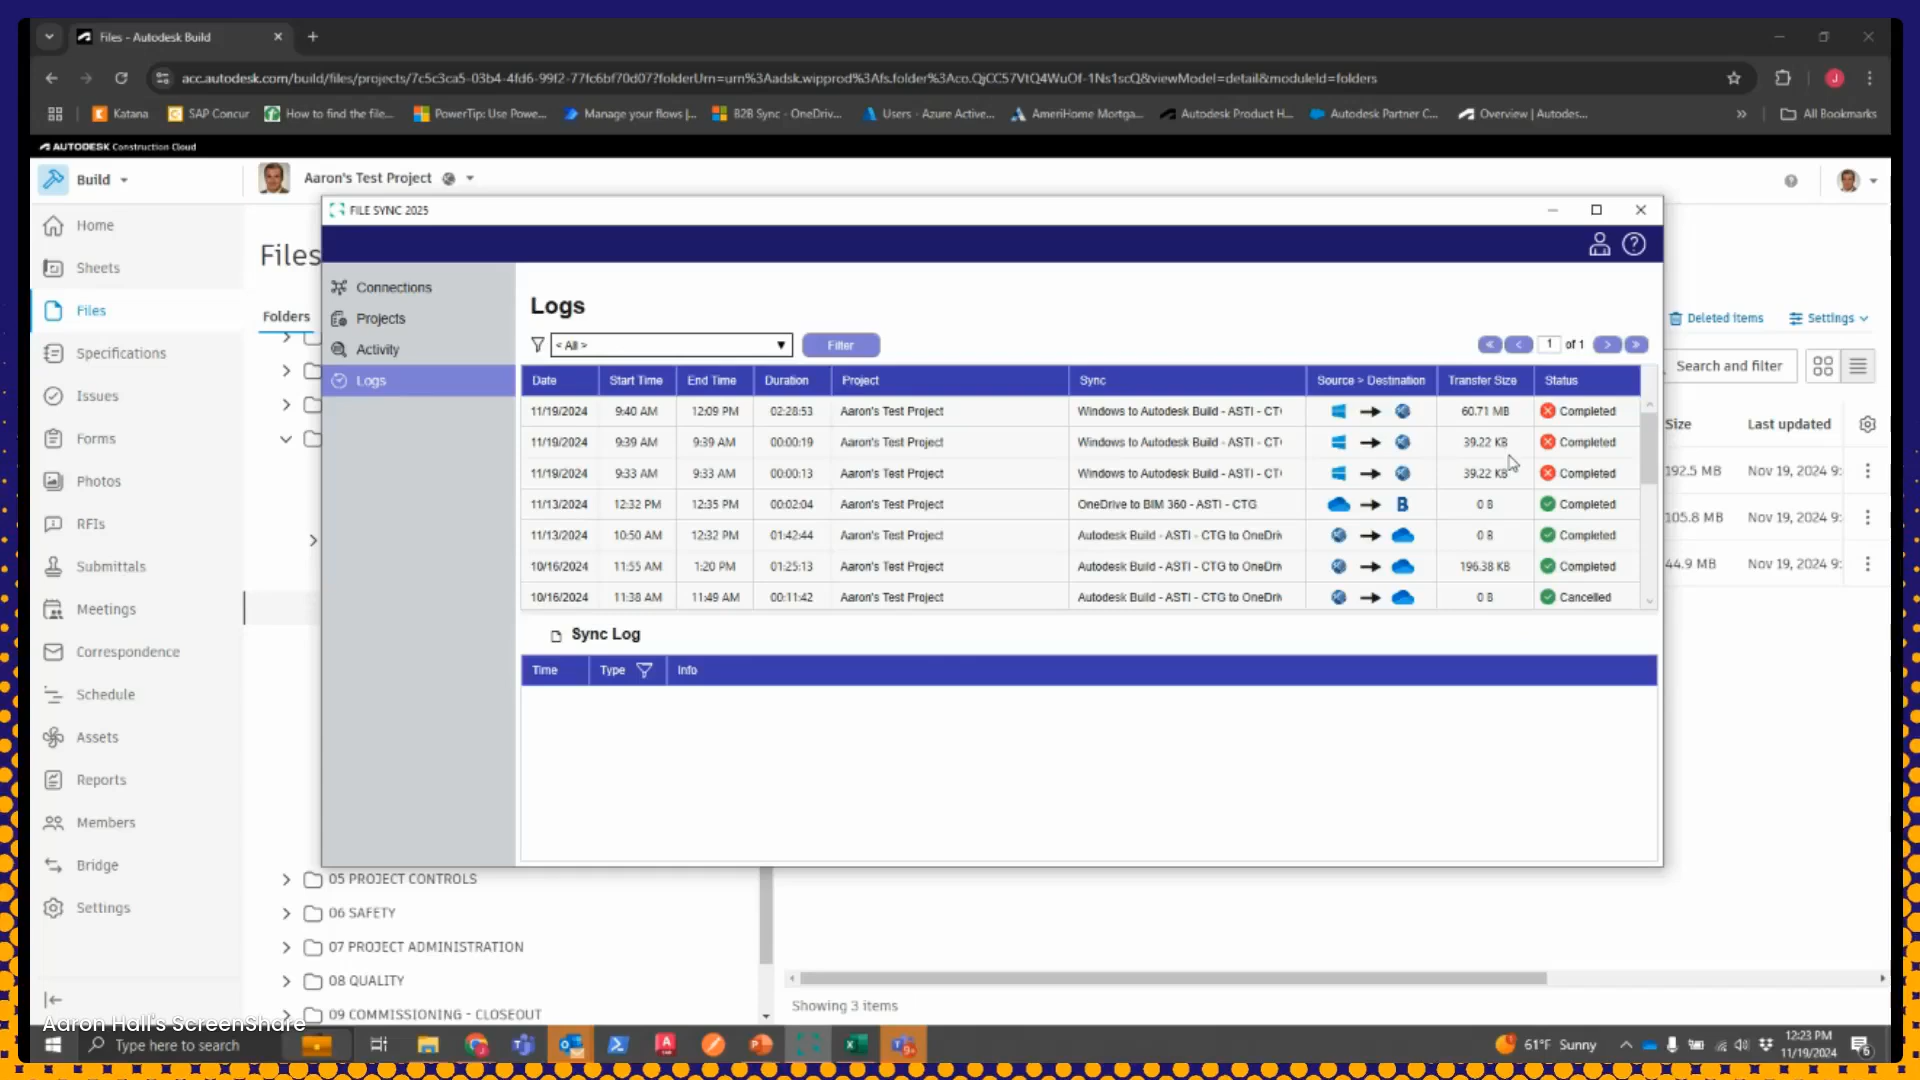 Files - Autodesk Build
acc.autodesk.com/build/files/projects/7c5c3ca5-03b4-4fd6-99f2-77fc6bf70d07?folderUrn=urn%3Aadsk.wipprod%3Afs.folder%3Aco.QjCC57VtQ4WuOf-1Ns1scQ&viewModel=detail&moduleId=folders
Katana SAP Concur How to find the file... PowerTip: Use Powe... Manage your flows |... B2B Sync - OneDriv... Users - Azure Active... AmeriHome Mortga... Autodesk Product H... Autodesk Partner C... Overview | Autodes... » All Bookmarks
AUTODESK Construction Cloud
Build
Aaron's Test Project
Home
Sheets
Files
Specifications
Issues
Forms
Photos
RFIs
Submittals
Meetings
Correspondence
Schedule
Assets
Reports
Members
Bridge
Settings
Files
Folders
FILE SYNC 2025
Connections
Projects
Activity
Logs
Logs
< All >
Filter
1 of 1
Date Start Time End Time Duration Project Sync Source > Destination Transfer Size Status
11/19/2024 9:40 AM 12:09 PM 02:28:53 Aaron's Test Project Windows to Autodesk Build - ASTI - CT 60.71 MB Completed
11/19/2024 9:39 AM 9:39 AM 00:00:19 Aaron's Test Project Windows to Autodesk Build - ASTI - CT 39.22 KB Completed
11/19/2024 9:33 AM 9:33 AM 00:00:13 Aaron's Test Project Windows to Autodesk Build - ASTI - CT 39.22 KB Completed
11/13/2024 12:32 PM 12:35 PM 00:02:04 Aaron's Test Project OneDrive to BIM 360 - ASTI - CTG B 0 B Completed
11/13/2024 10:50 AM 12:32 PM 01:42:44 Aaron's Test Project Autodesk Build - ASTI - CTG to OneDriv 0 B Completed
10/16/2024 11:55 AM 1:20 PM 01:25:13 Aaron's Test Project Autodesk Build - ASTI - CTG to OneDriv 196.38 KB Completed
10/16/2024 11:38 AM 11:49 AM 00:11:42 Aaron's Test Project Autodesk Build - ASTI - CTG to OneDriv 0 B Cancelled
Sync Log
Time Type Info
Deleted items Settings
Search and filter
Size Last updated
192.5 MB Nov 19, 2024 9:
105.8 MB Nov 19, 2024 9:
44.9 MB Nov 19, 2024 9:
05 PROJECT CONTROLS
06 SAFETY
07 PROJECT ADMINISTRATION
08 QUALITY
09 COMMISSIONING - CLOSEOUT
Showing 3 items
Aaron Hall's ScreenShare
Type here to search
61°F Sunny
12:23 PM
11/19/2024